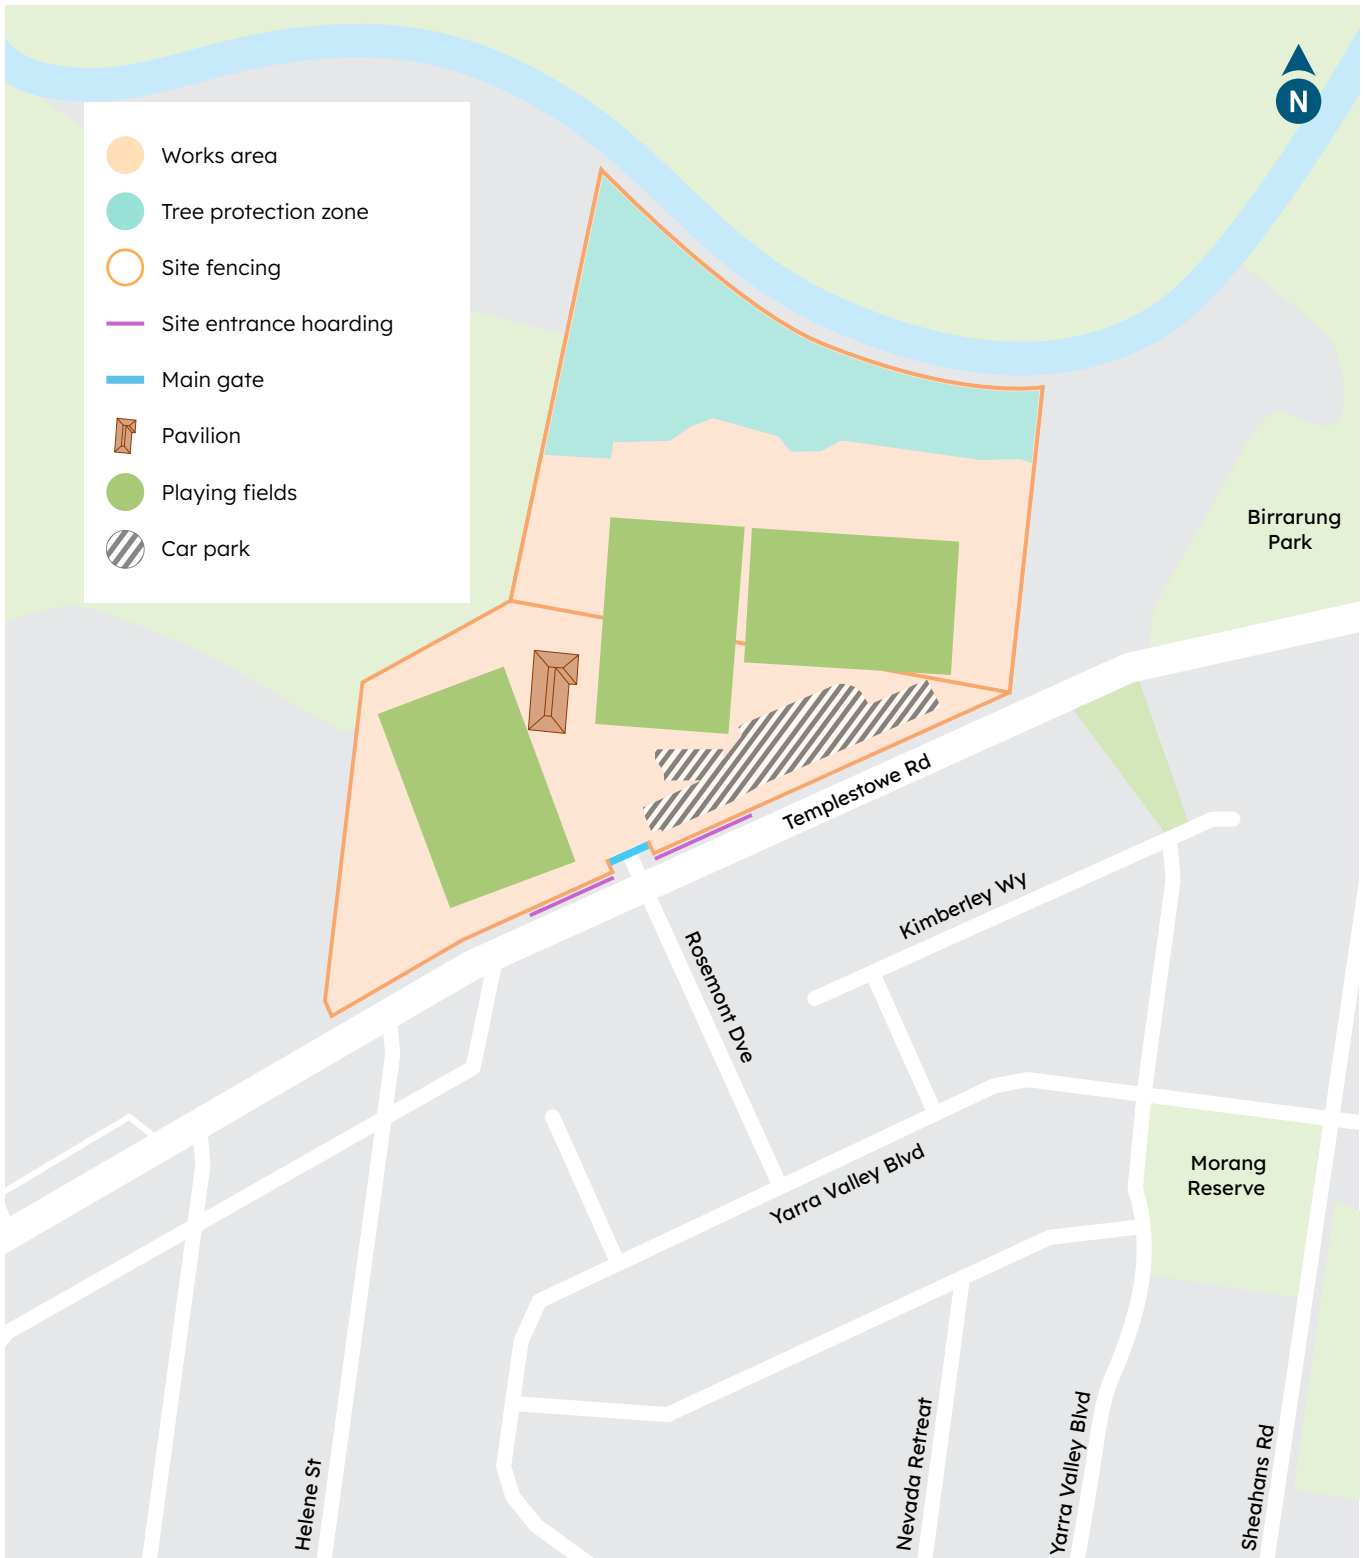 N
Works area
Tree protection zone
Site fencing
Site entrance hoarding
Main gate
Pavilion
Playing fields
Car park
Birrarung
Park
Templestowe Rd
Kimberley Wy
Rosemont Dve
Yarra Valley Blvd
Morang
Reserve
Helene St
Nevada Retreat
Yarra Valley Blvd
Sheahans Rd